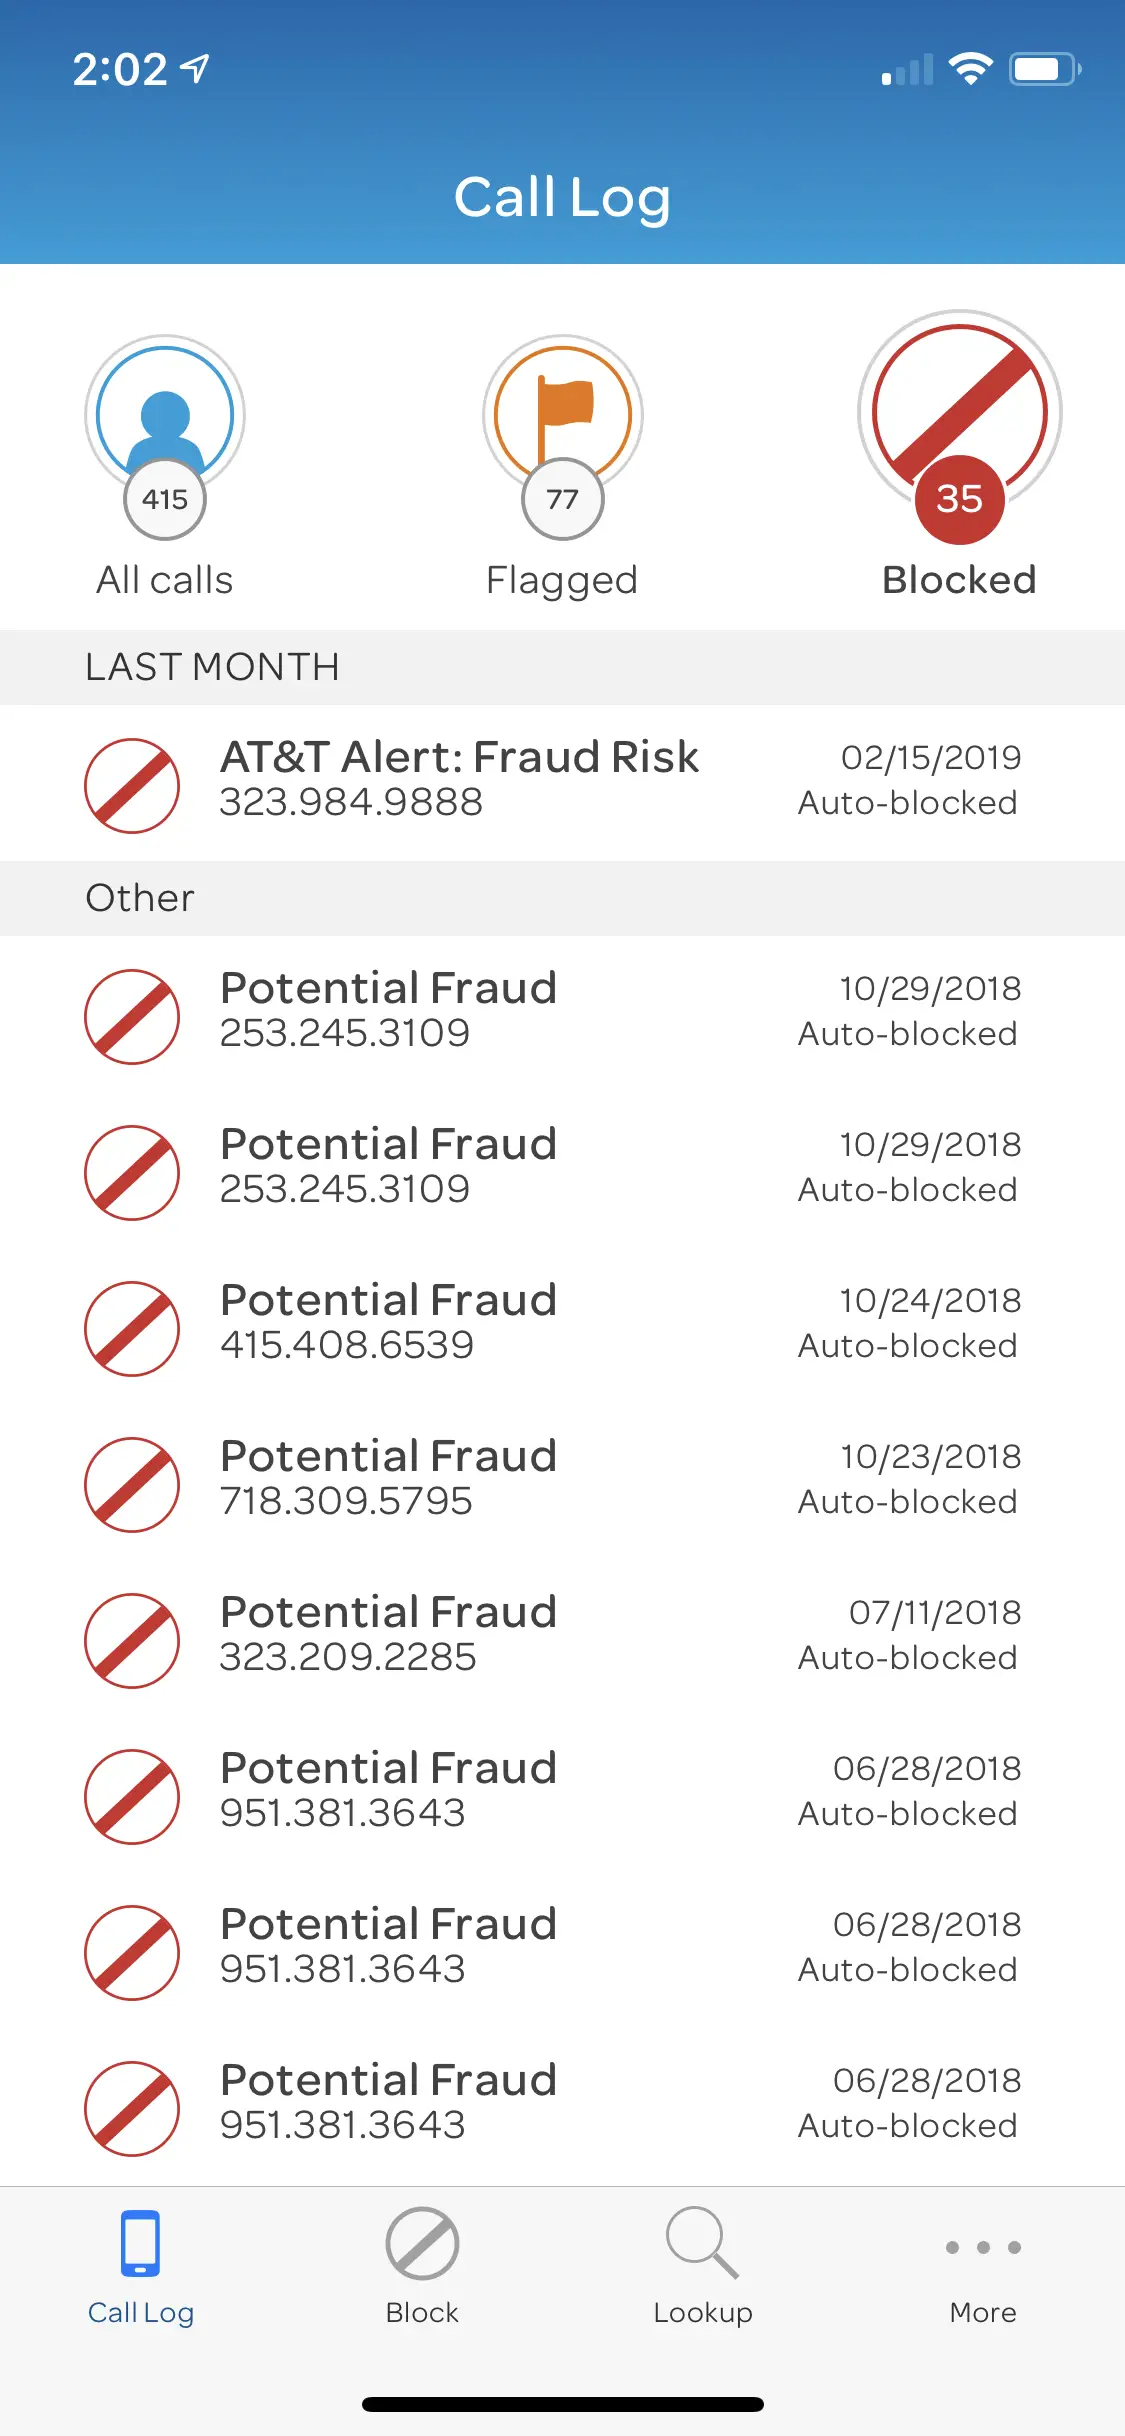 2:02
Call Log
415
77
35
All calls
Flagged
Blocked
LAST MONTH
AT&T Alert: Fraud Risk
02/15/2019
323.984.9888
Auto-blocked
Other
Potential Fraud
10/29/2018
253.245.3109
Auto-blocked
Potential Fraud
10/29/2018
253.245.3109
Auto-blocked
Potential Fraud
10/24/2018
415.408.6539
Auto-blocked
Potential Fraud
10/23/2018
718.309.5795
Auto-blocked
Potential Fraud
07/11/2018
323.209.2285
Auto-blocked
Potential Fraud
06/28/2018
951.381.3643
Auto-blocked
Potential Fraud
06/28/2018
951.381.3643
Auto-blocked
Potential Fraud
06/28/2018
951.381.3643
Auto-blocked
Call Log
Block
Lookup
More